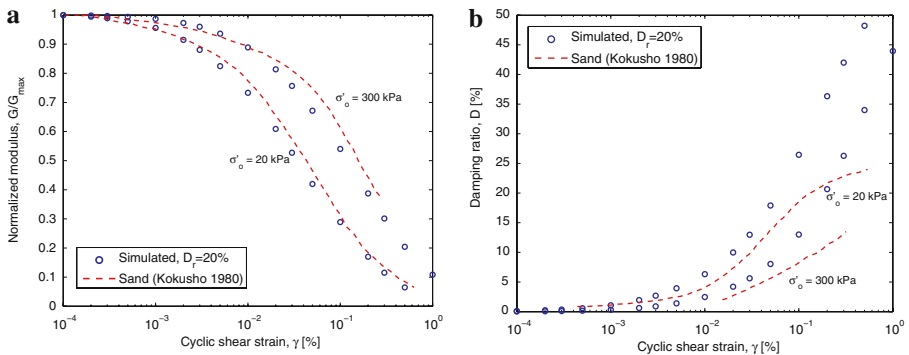 a
1
0.9
0.8
0.7
0.6
0.5
0.4
0.3
0.2
0.1
0
Normalized modulus, G/Gmax
σ'o = 300 kPa
σ'o = 20 kPa
Simulated, Dr=20%
Sand (Kokusho 1980)
10^−4 10^−3 10^−2 10^−1 10^0
Cyclic shear strain, γ [%]
b
50
45
40
35
30
25
20
15
10
5
0
Damping ratio, D [%]
Simulated, Dr=20%
Sand (Kokusho 1980)
σ'o = 20 kPa
σ'o = 300 kPa
10^−4 10^−3 10^−2 10^−1 10^0
Cyclic shear strain, γ [%]